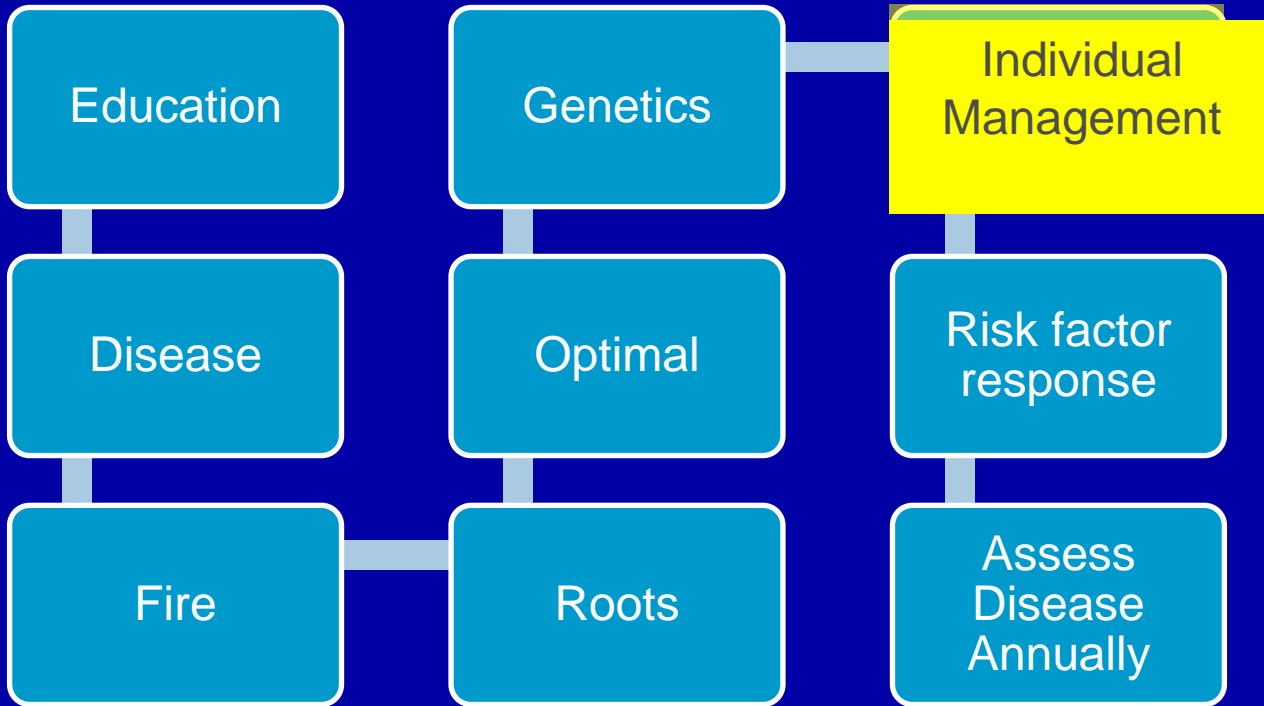 Education
Disease
Fire
Roots
Optimal
Genetics
Individual
Management
Risk factor
response
Assess
Disease
Annually